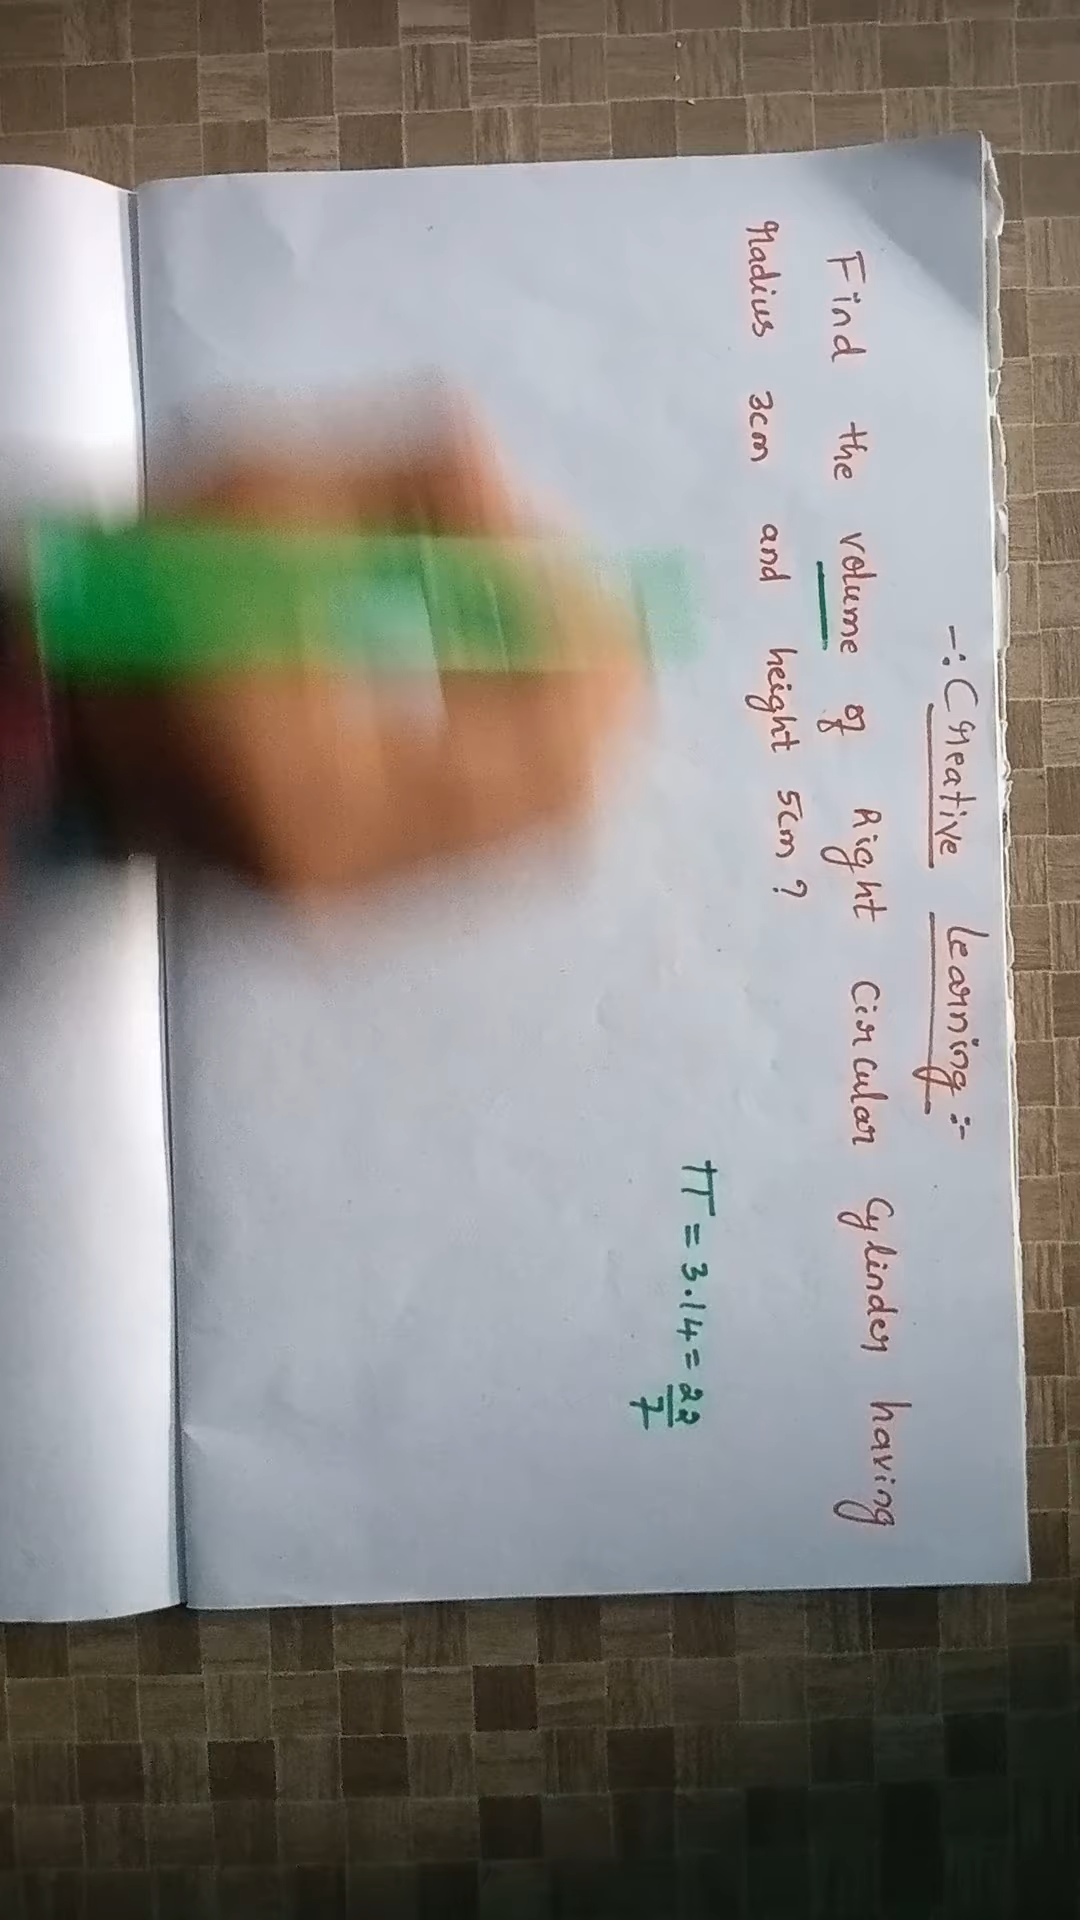 -: Creative Learning :-
Find the volume of Right Circular Cylinder having
radius 3cm and height 5cm ?
π = 3.14 = 22/7